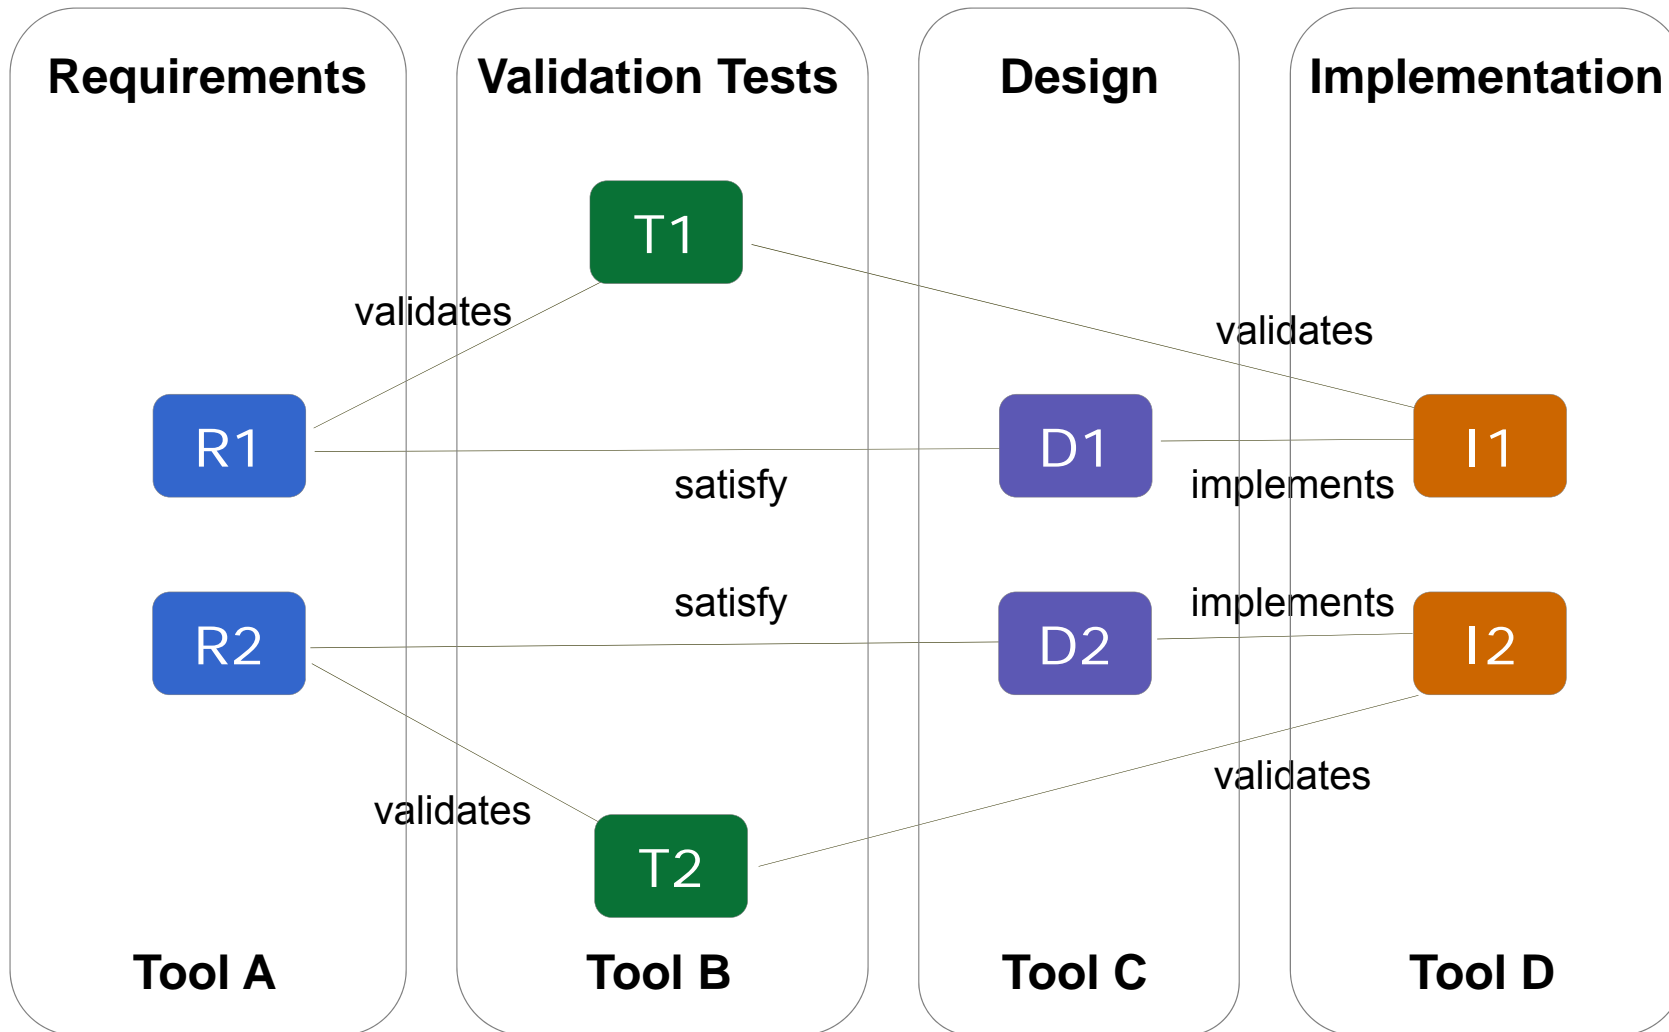 Requirements
Validation Tests
Design
Implementation
T1
validates
validates
R1
D1
I1
satisfy
implements
satisfy
implements
R2
D2
I2
validates
validates
T2
Tool A
Tool B
Tool C
Tool D